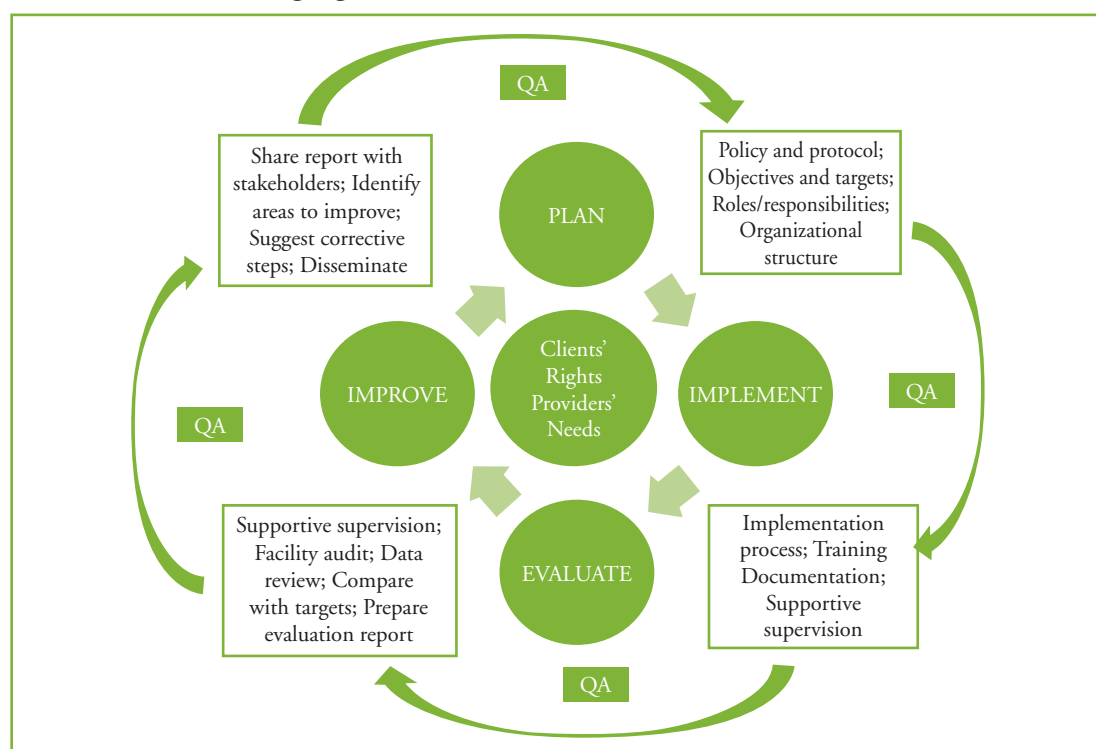 QA
Share report with
stakeholders; Identify
areas to improve;
Suggest corrective
steps; Disseminate
PLAN
Policy and protocol;
Objectives and targets;
Roles/responsibilities;
Organizational
structure
IMPROVE
Clients’
Rights
Providers’
Needs
IMPLEMENT
QA
QA
Supportive supervision;
Facility audit; Data
review; Compare
with targets; Prepare
evaluation report
EVALUATE
Implementation
process; Training
Documentation;
Supportive
supervision
QA